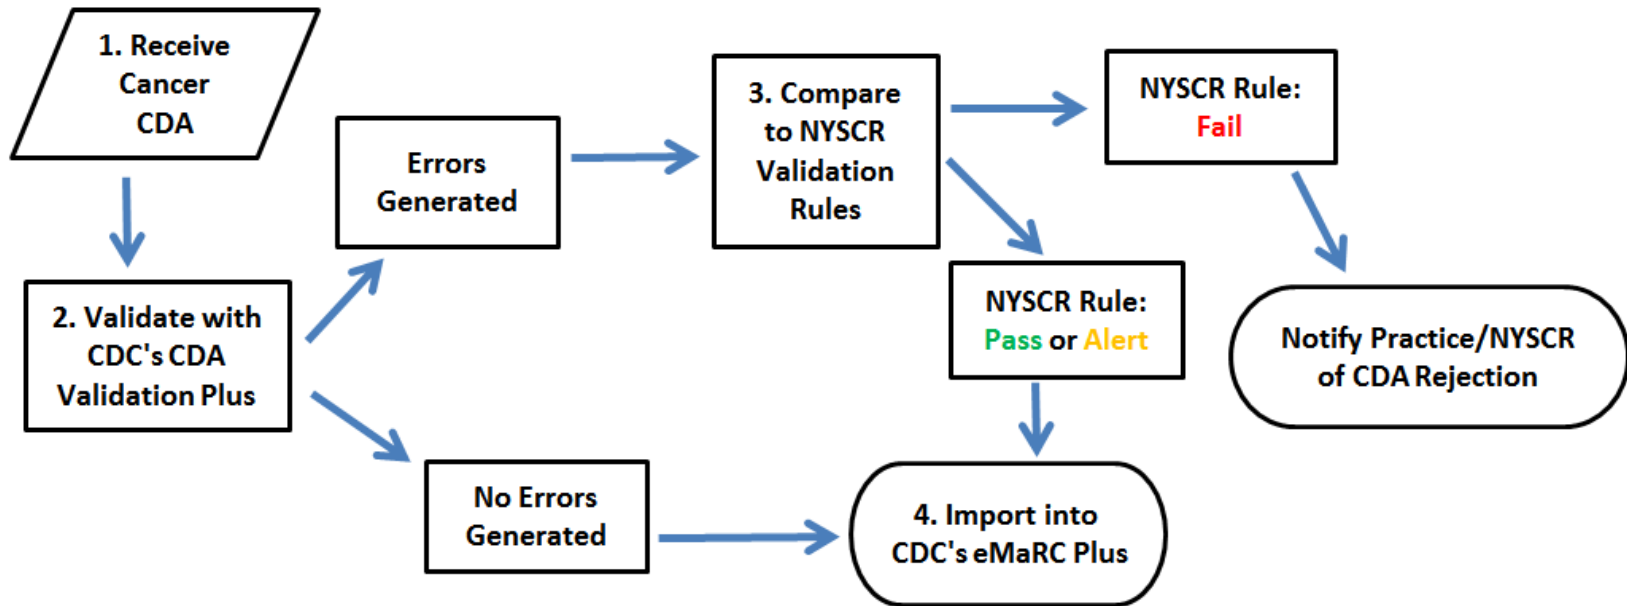 1. Receive
Cancer
CDA
2. Validate with
CDC's CDA
Validation Plus
Errors
Generated
No Errors
Generated
3. Compare
to NYSCR
Validation
Rules
NYSCR Rule:
Fail
NYSCR Rule:
Pass or Alert
Notify Practice/NYSCR
of CDA Rejection
4. Import into
CDC's eMaRC Plus